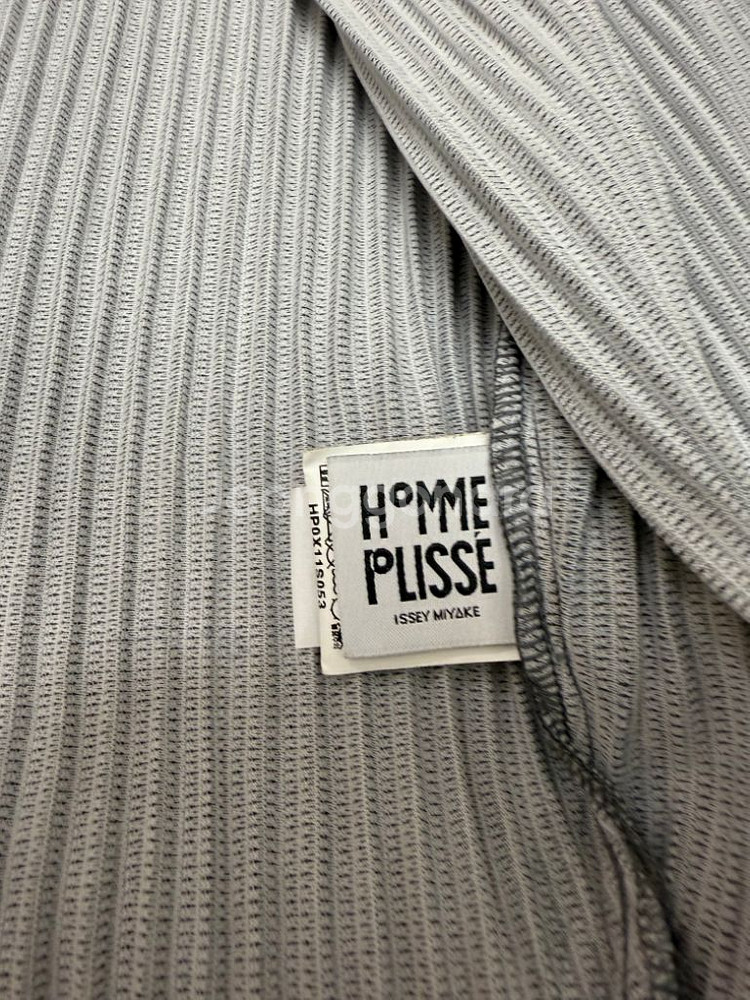 HOMME
PLISSÉ
ISSEY MIYAKE
HP0X11S053